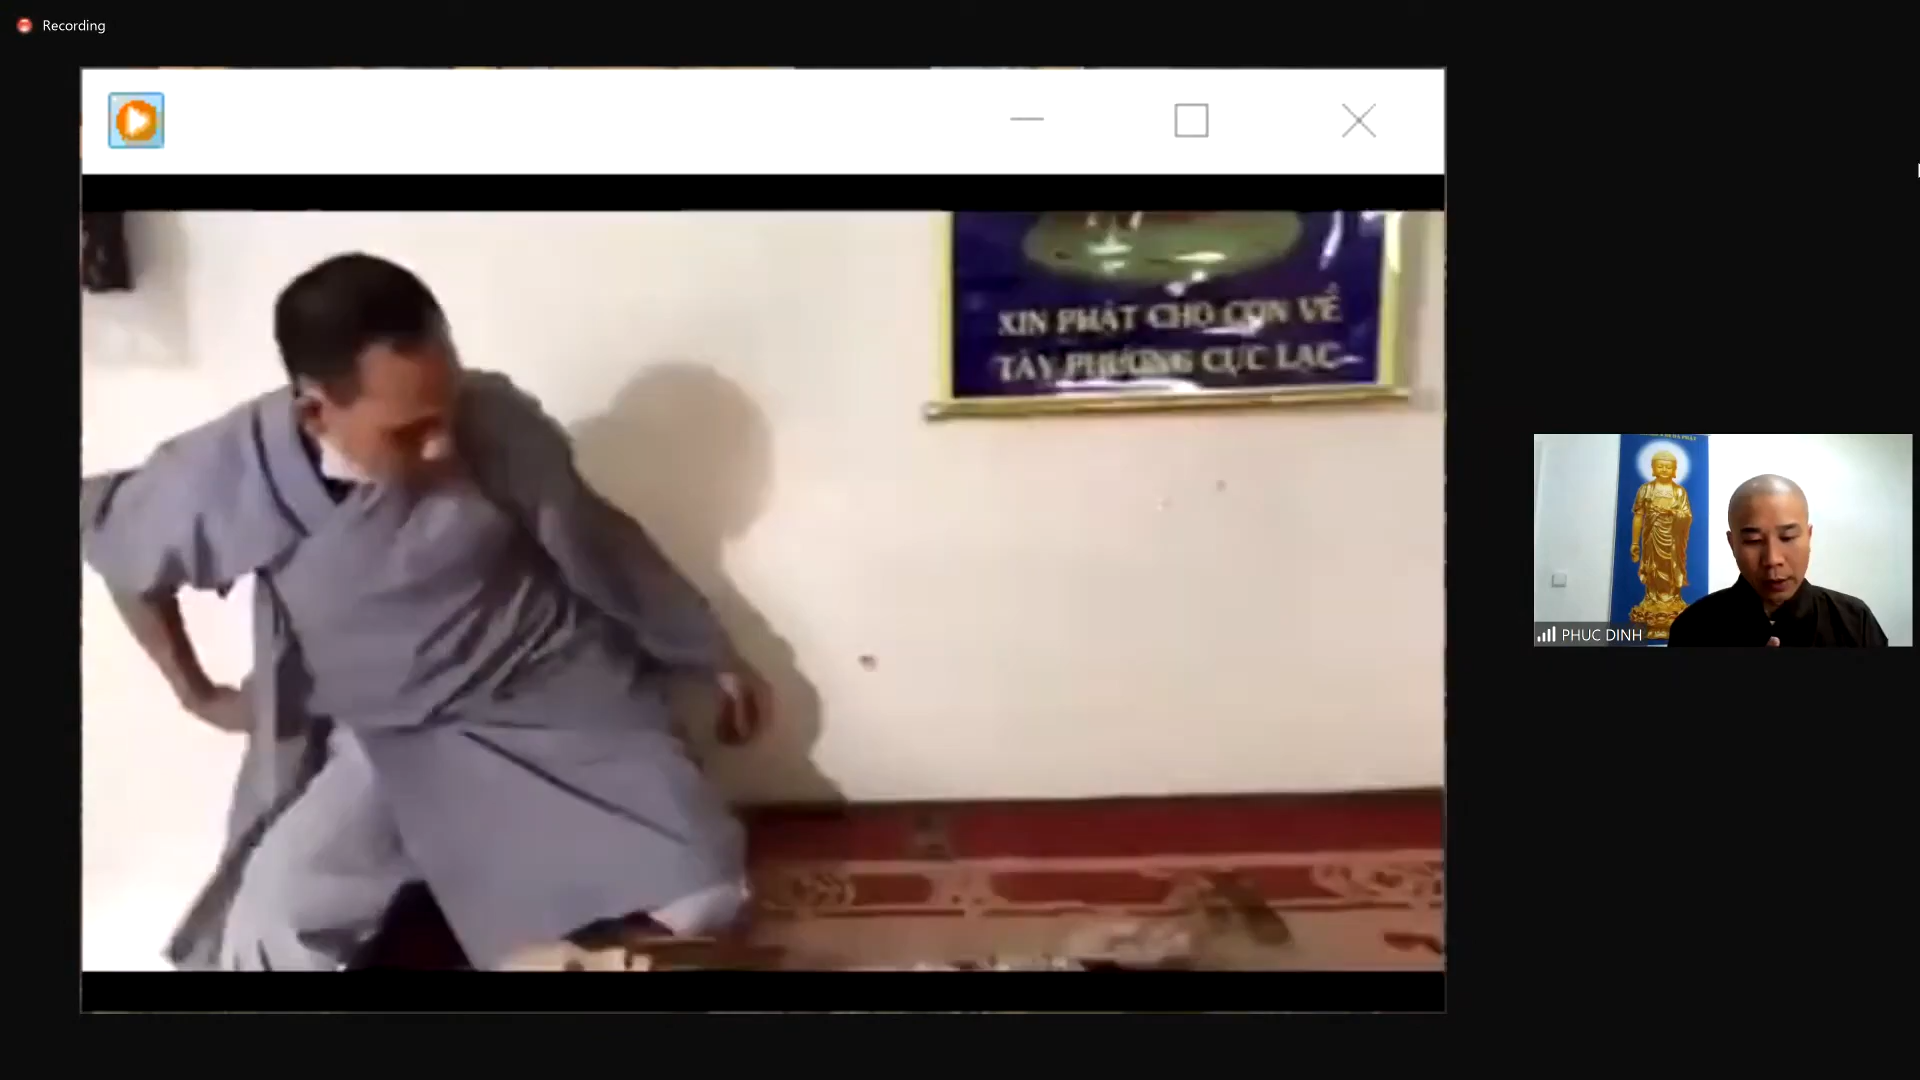 Recording
XIN PHẬT CHO CON VỀ
TÂY PHƯƠNG CỰC LẠC
PHUC DINH